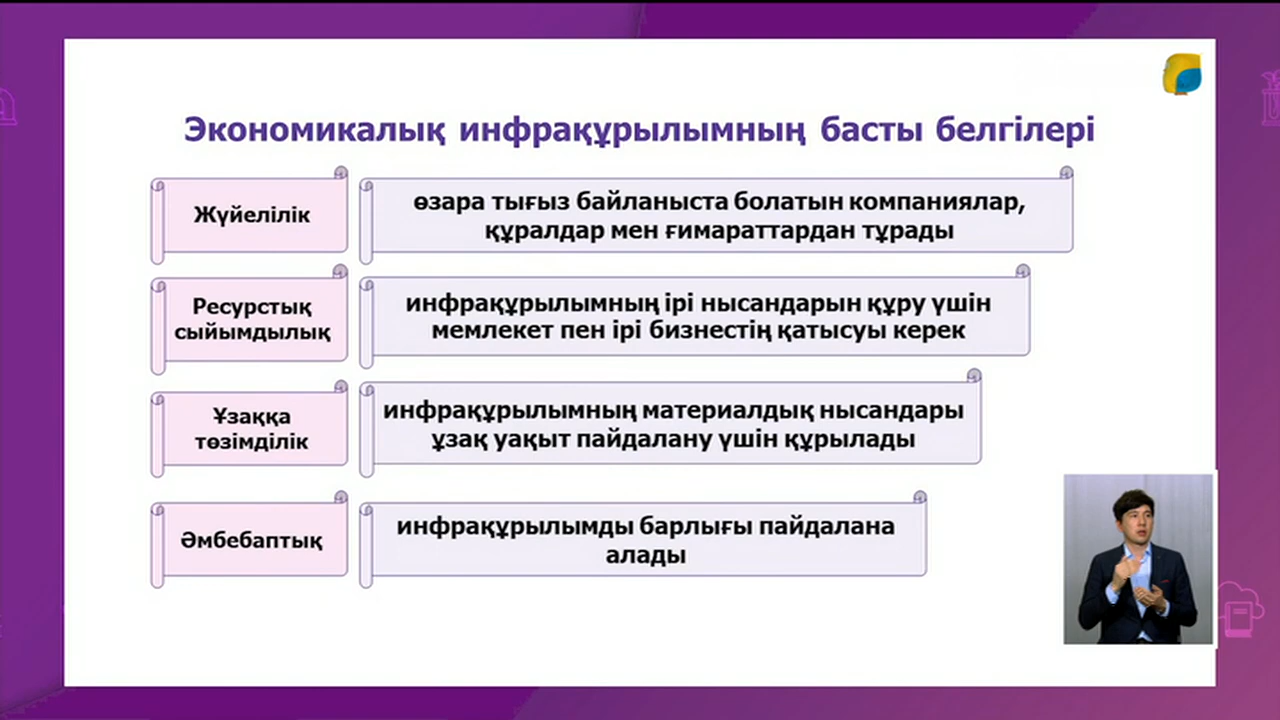 Экономикалық инфрақұрылымның басты белгілері
Жүйелілік
өзара тығыз байланыста болатын компаниялар,
құралдар мен ғимараттардан тұрады
Ресурстық
сыйымдылық
инфрақұрылымның ірі нысандарын құру үшін
мемлекет пен ірі бизнестің қатысуы керек
Ұзаққа
төзімділік
инфрақұрылымның материалдық нысандары
ұзақ уақыт пайдалану үшін құрылады
Әмбебаптық
инфрақұрылымды барлығы пайдалана
алады